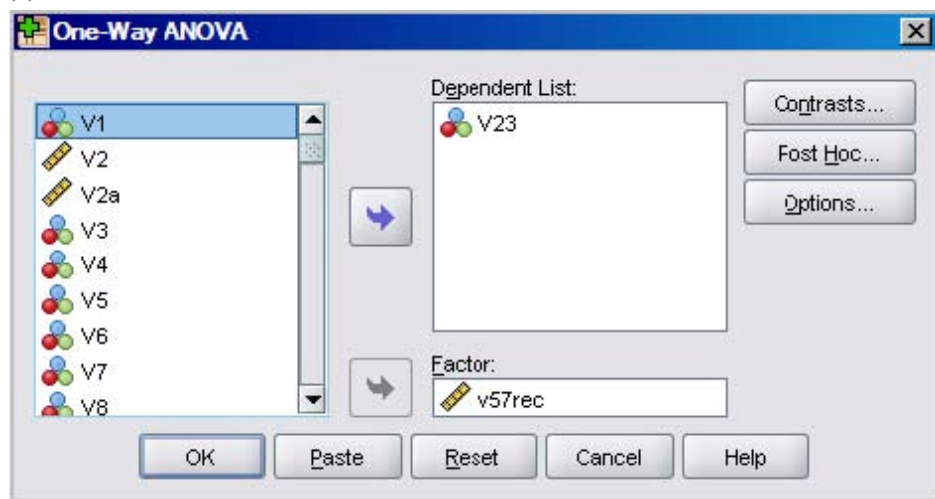 One-Way ANOVA
V1
V2
V2a
V3
V4
V5
V6
V7
V8
Dependent List:
V23
Factor:
v57rec
Contrasts...
Fost Hoc...
Options...
OK
Paste
Reset
Cancel
Help